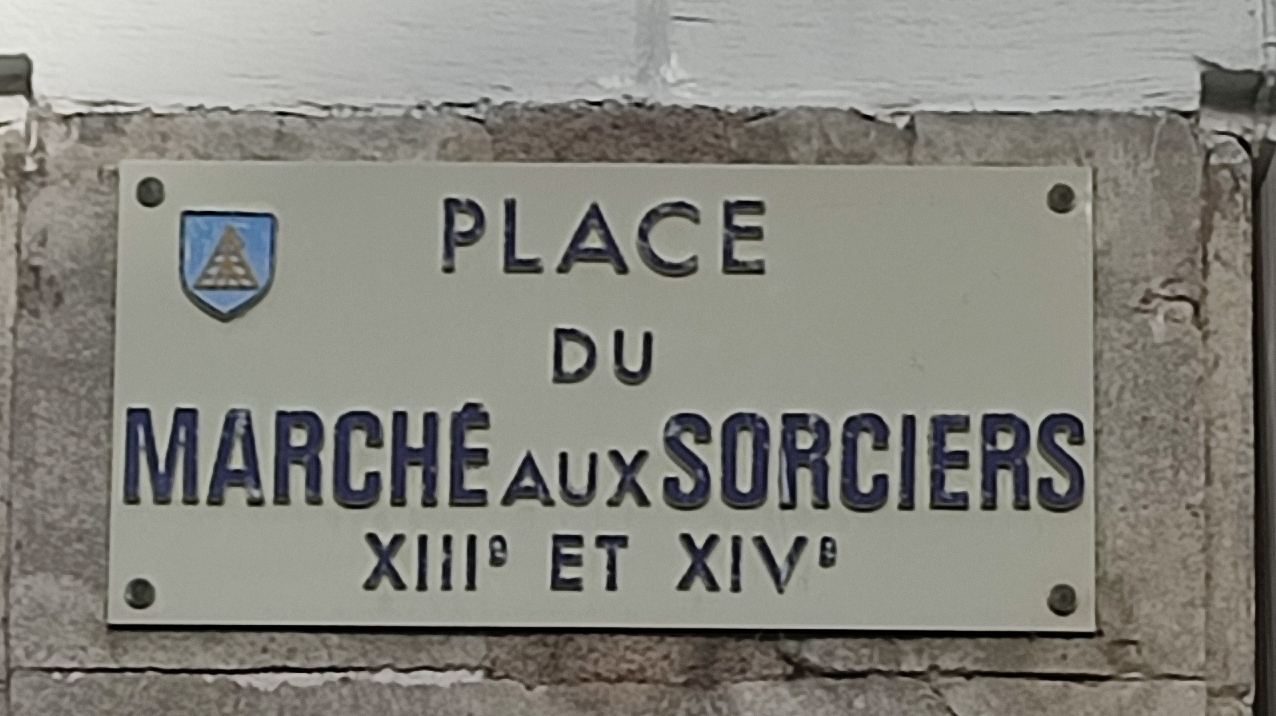 PLACE
DU
MARCHÉ AUX SORCIERS
XIIIe ET XIVe